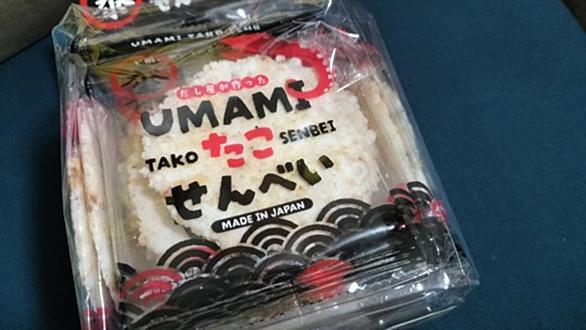 UMAMI TAKO
だし屋が作った
UMAMI
TAKO たこ SENBEI
せんべい
MADE IN JAPAN